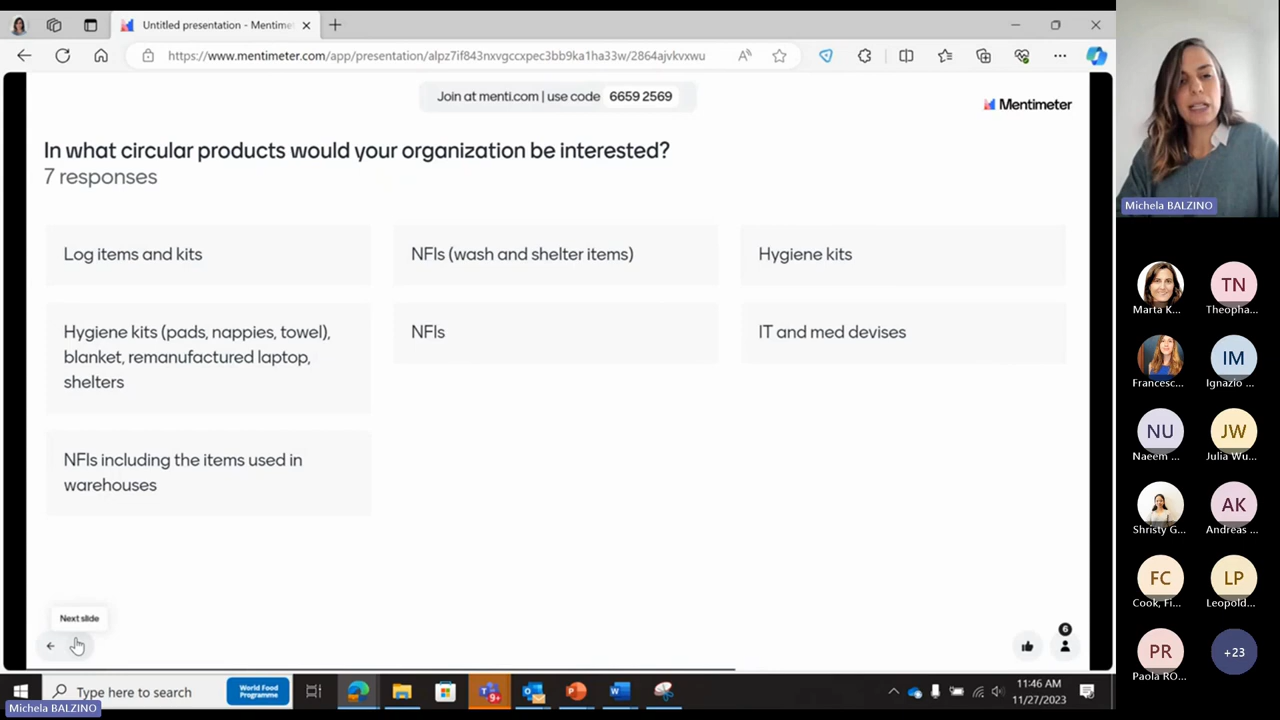 Untitled presentation - Mentime
https://www.mentimeter.com/app/presentation/alpz7if843nxvgccxpec3bb9ka1ha33w/2864ajvkvxwu
Join at menti.com | use code 6659 2569
Mentimeter
In what circular products would your organization be interested?
7 responses
Log items and kits
NFIs (wash and shelter items)
Hygiene kits
Hygiene kits (pads, nappies, towel),
blanket, remanufactured laptop,
shelters
NFIs
IT and med devises
NFIs including the items used in
warehouses
Next slide
6
Type here to search
World Food
Programme
9+
11:46 AM
11/27/2023
Michela BALZINO
Michela BALZINO
Marta K...
TN
Theopha...
Francesc...
IM
Ignazio ...
NU
Naeem ...
JW
Julia Wu...
Shristy G...
AK
Andreas ...
FC
Cook, Fi...
LP
Leopold...
PR
Paola RO...
+23